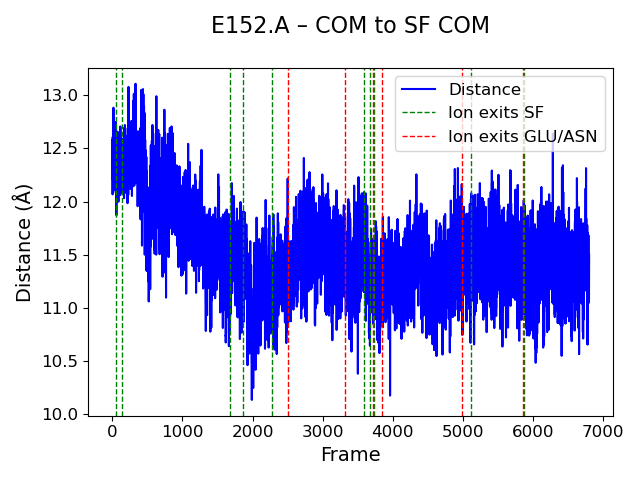 E152.A – COM to SF COM
Distance (Å)
13.0
12.5
12.0
11.5
11.0
10.5
10.0
Distance
Ion exits SF
Ion exits GLU/ASN
0 1000 2000 3000 4000 5000 6000 7000
Frame